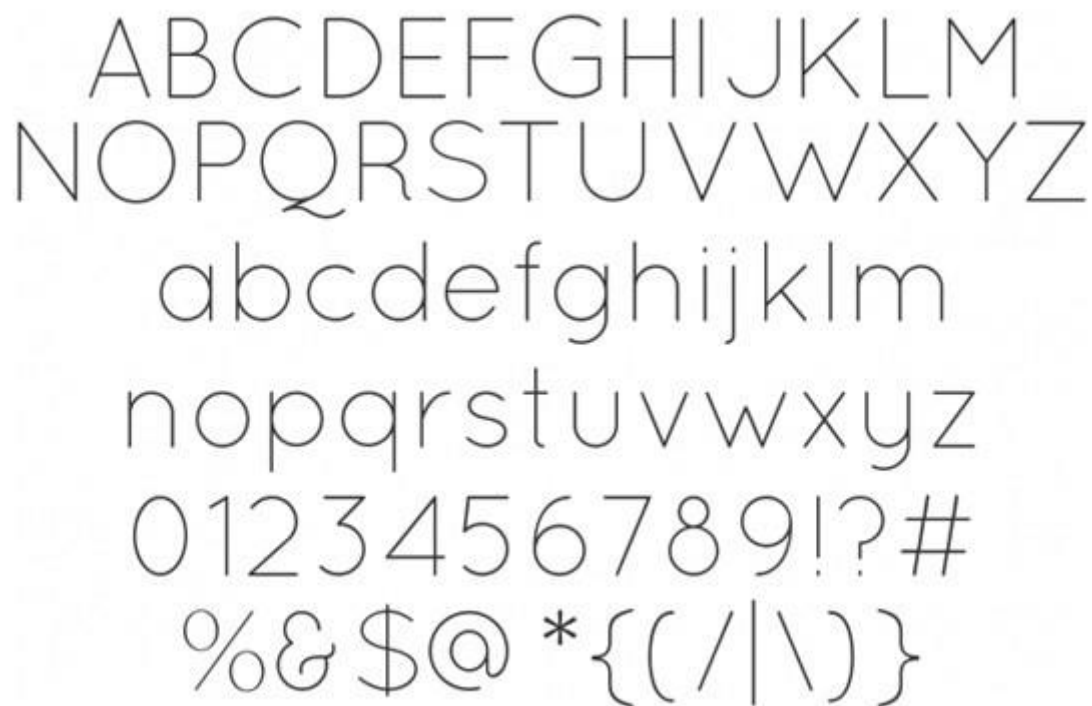 ABCDEFGHIJKLM
NOPQRSTUVWXYZ
abcdefghijklm
nopqrstuvwxyz
0123456789!?#
%&$@*{(/|\)}